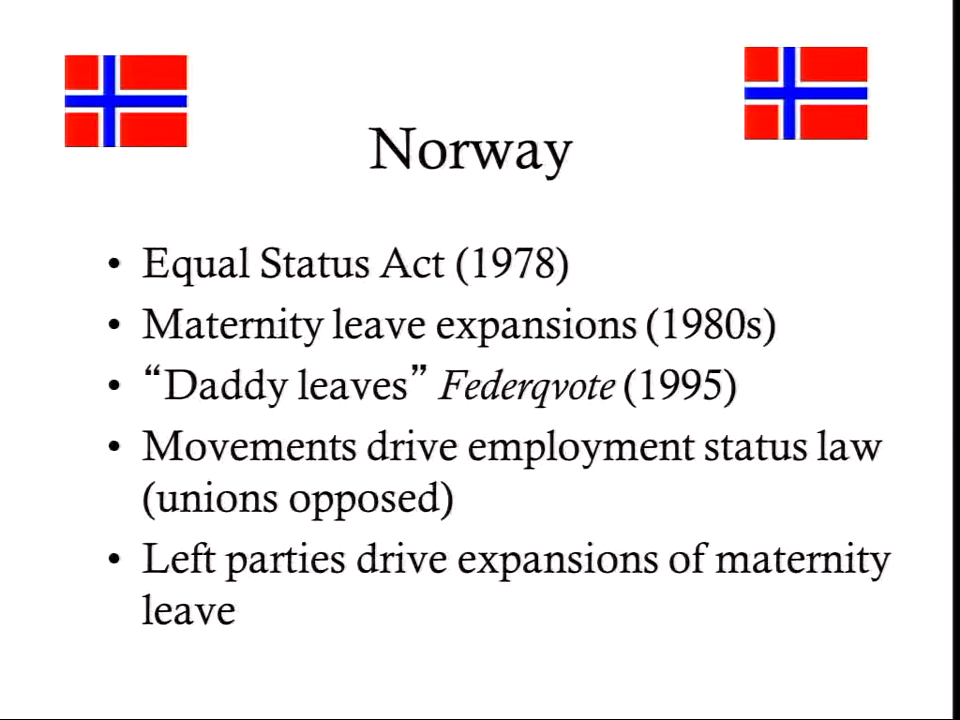 Norway
• Equal Status Act (1978)
• Maternity leave expansions (1980s)
• “Daddy leaves” Federqvote (1995)
• Movements drive employment status law
(unions opposed)
• Left parties drive expansions of maternity
leave